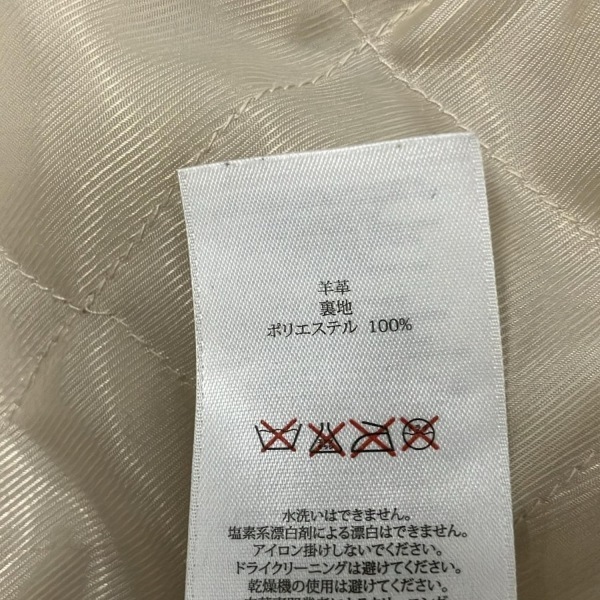 羊革
裏地
ポリエステル 100%
水洗いはできません。
塩素系漂白剤による漂白はできません。
アイロン掛けしないでください。
ドライクリーニングは避けてください。
乾燥機の使用は避けてください。